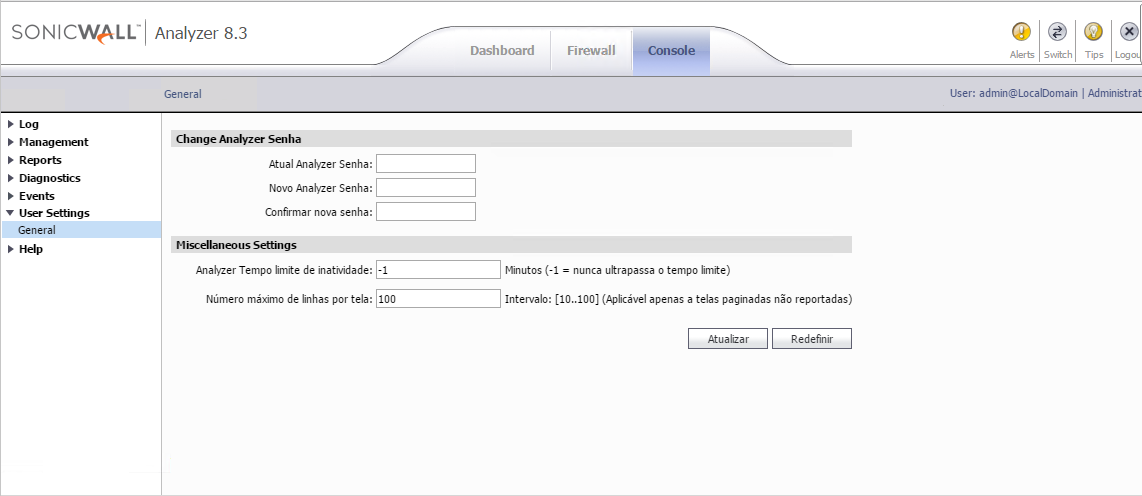 SONICWALL™ | Analyzer 8.3
Dashboard Firewall Console
Alerts Switch Tips Logou
General
User: admin@LocalDomain | Administrat
Log
Management
Reports
Diagnostics
Events
User Settings
General
Help
Change Analyzer Senha
Atual Analyzer Senha:
Novo Analyzer Senha:
Confirmar nova senha:
Miscellaneous Settings
Analyzer Tempo limite de inatividade: -1 Minutos (-1 = nunca ultrapassa o tempo limite)
Número máximo de linhas por tela: 100 Intervalo: [10..100] (Aplicável apenas a telas paginadas não reportadas)
Atualizar Redefinir